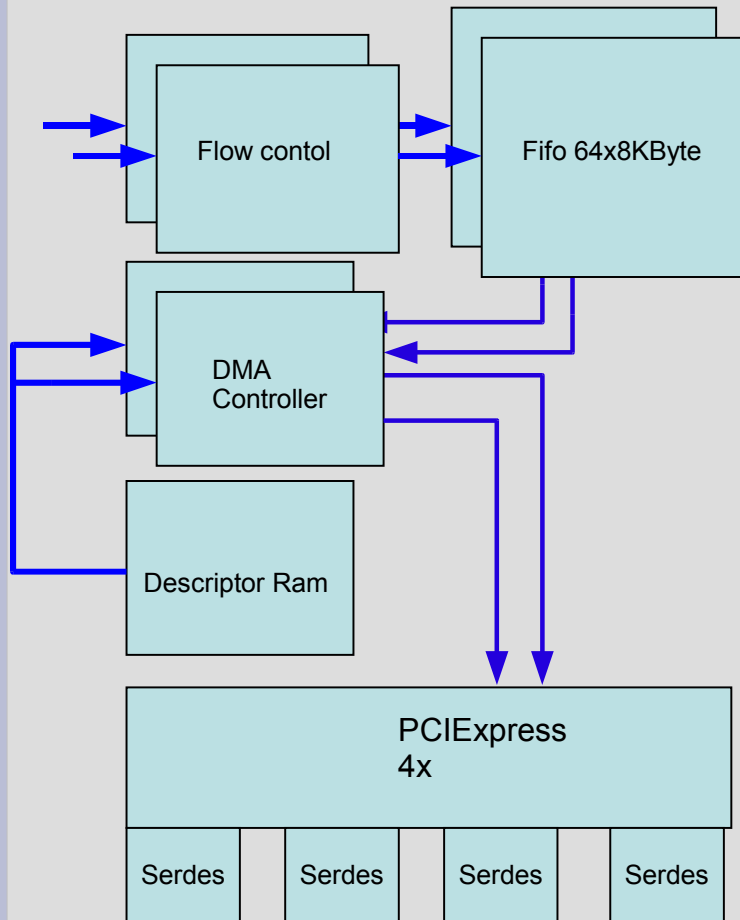 Flow contol
Fifo 64x8KByte
DMA
Controller
Descriptor Ram
PCIExpress
4x
Serdes
Serdes
Serdes
Serdes